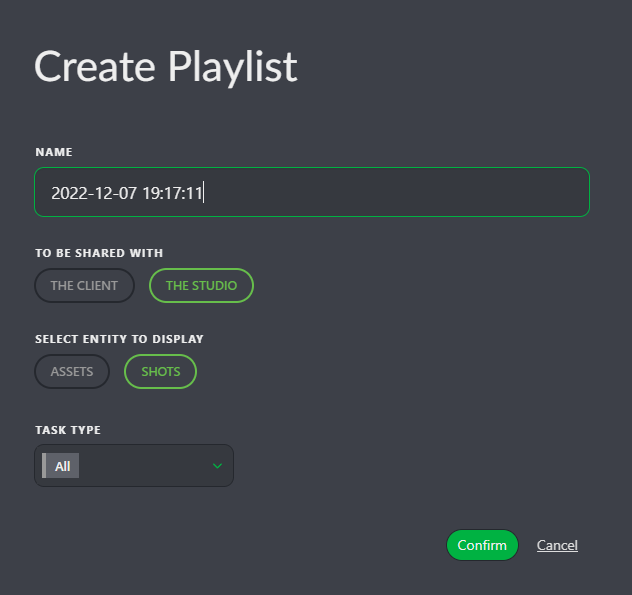 Create Playlist
NAME
2022-12-07 19:17:11
TO BE SHARED WITH
THE CLIENT THE STUDIO
SELECT ENTITY TO DISPLAY
ASSETS SHOTS
TASK TYPE
All
Confirm Cancel